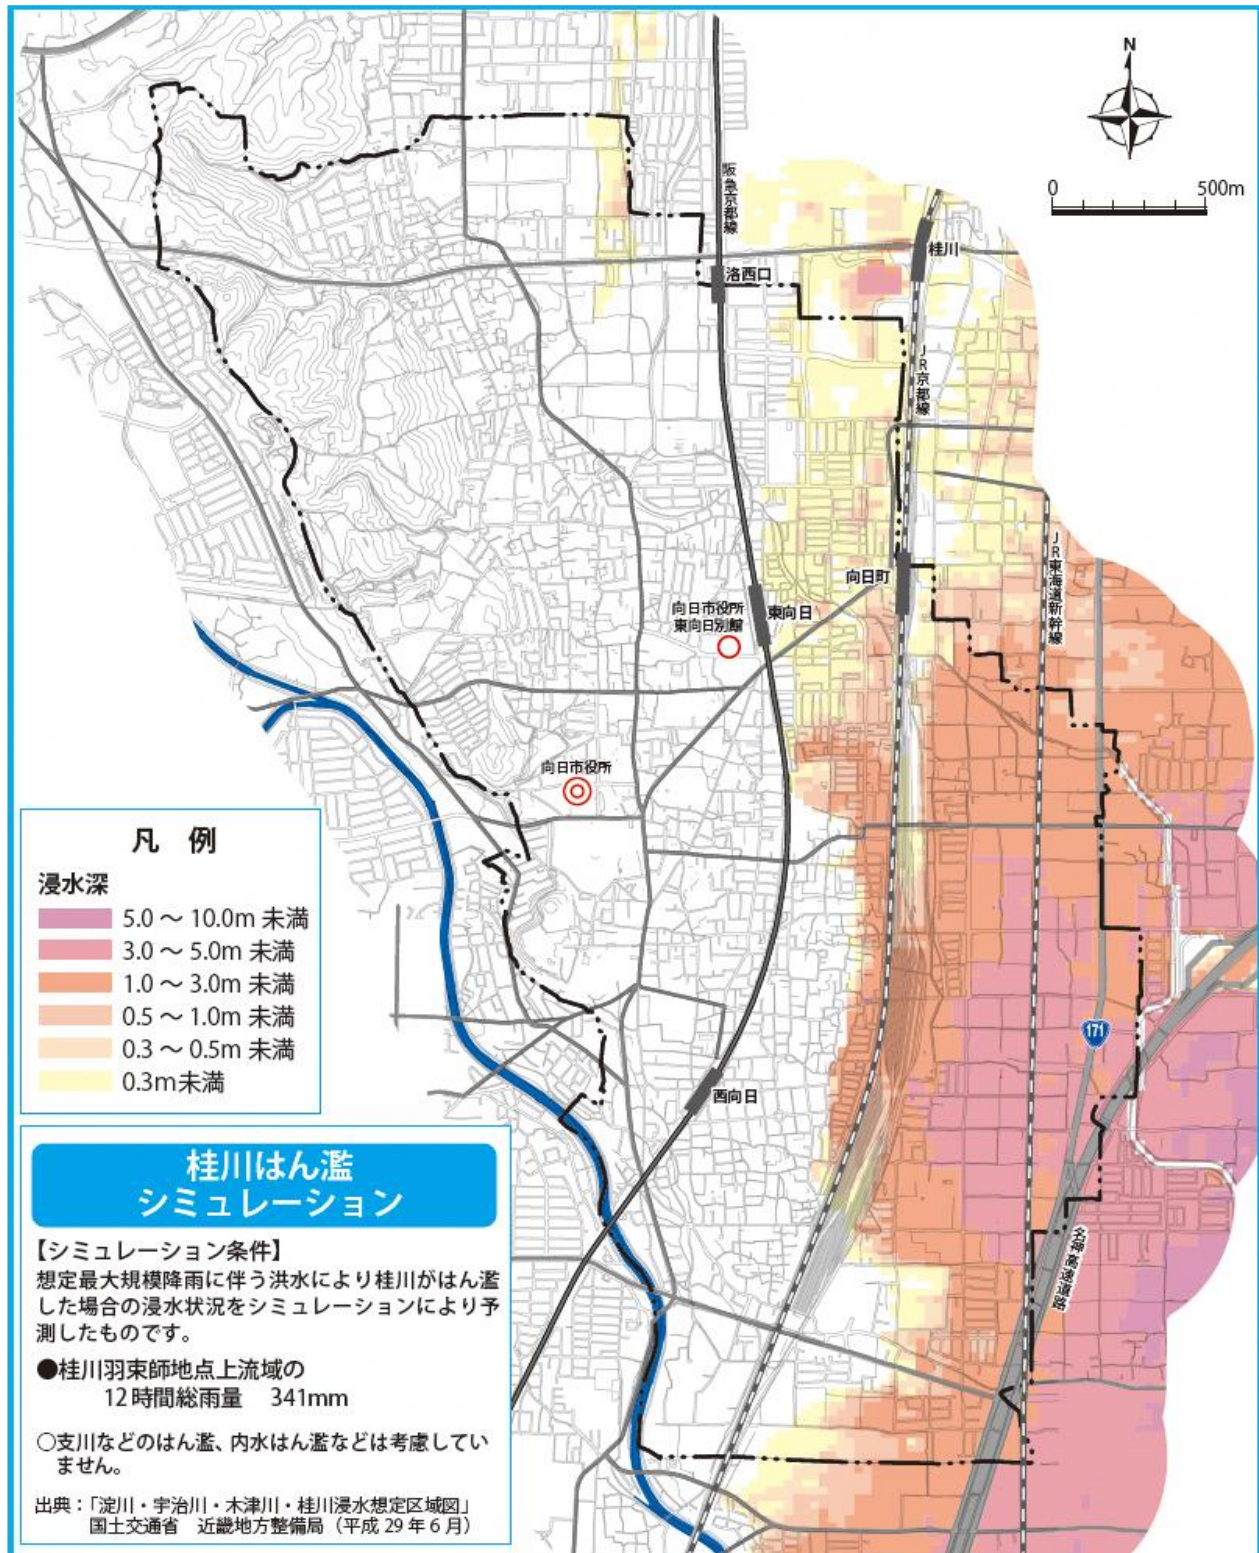 N
0 500m
阪急京都線
桂川
洛西口
JR京都線
JR東海道新幹線
向日町
向日市役所
東向日別館
東向日
向日市役所
171
西向日
名神高速道路
凡 例
浸水深
5.0 ～ 10.0m 未満
3.0 ～ 5.0m 未満
1.0 ～ 3.0m 未満
0.5 ～ 1.0m 未満
0.3 ～ 0.5m 未満
0.3m未満
桂川はん濫
シミュレーション
【シミュレーション条件】
想定最大規模降雨に伴う洪水により桂川がはん濫
した場合の浸水状況をシミュレーションにより予
測したものです。
●桂川羽束師地点上流域の
12時間総雨量 341mm
○支川などのはん濫、内水はん濫などは考慮してい
ません。
出典：「淀川・宇治川・木津川・桂川浸水想定区域図」
国土交通省 近畿地方整備局（平成 29 年 6 月）